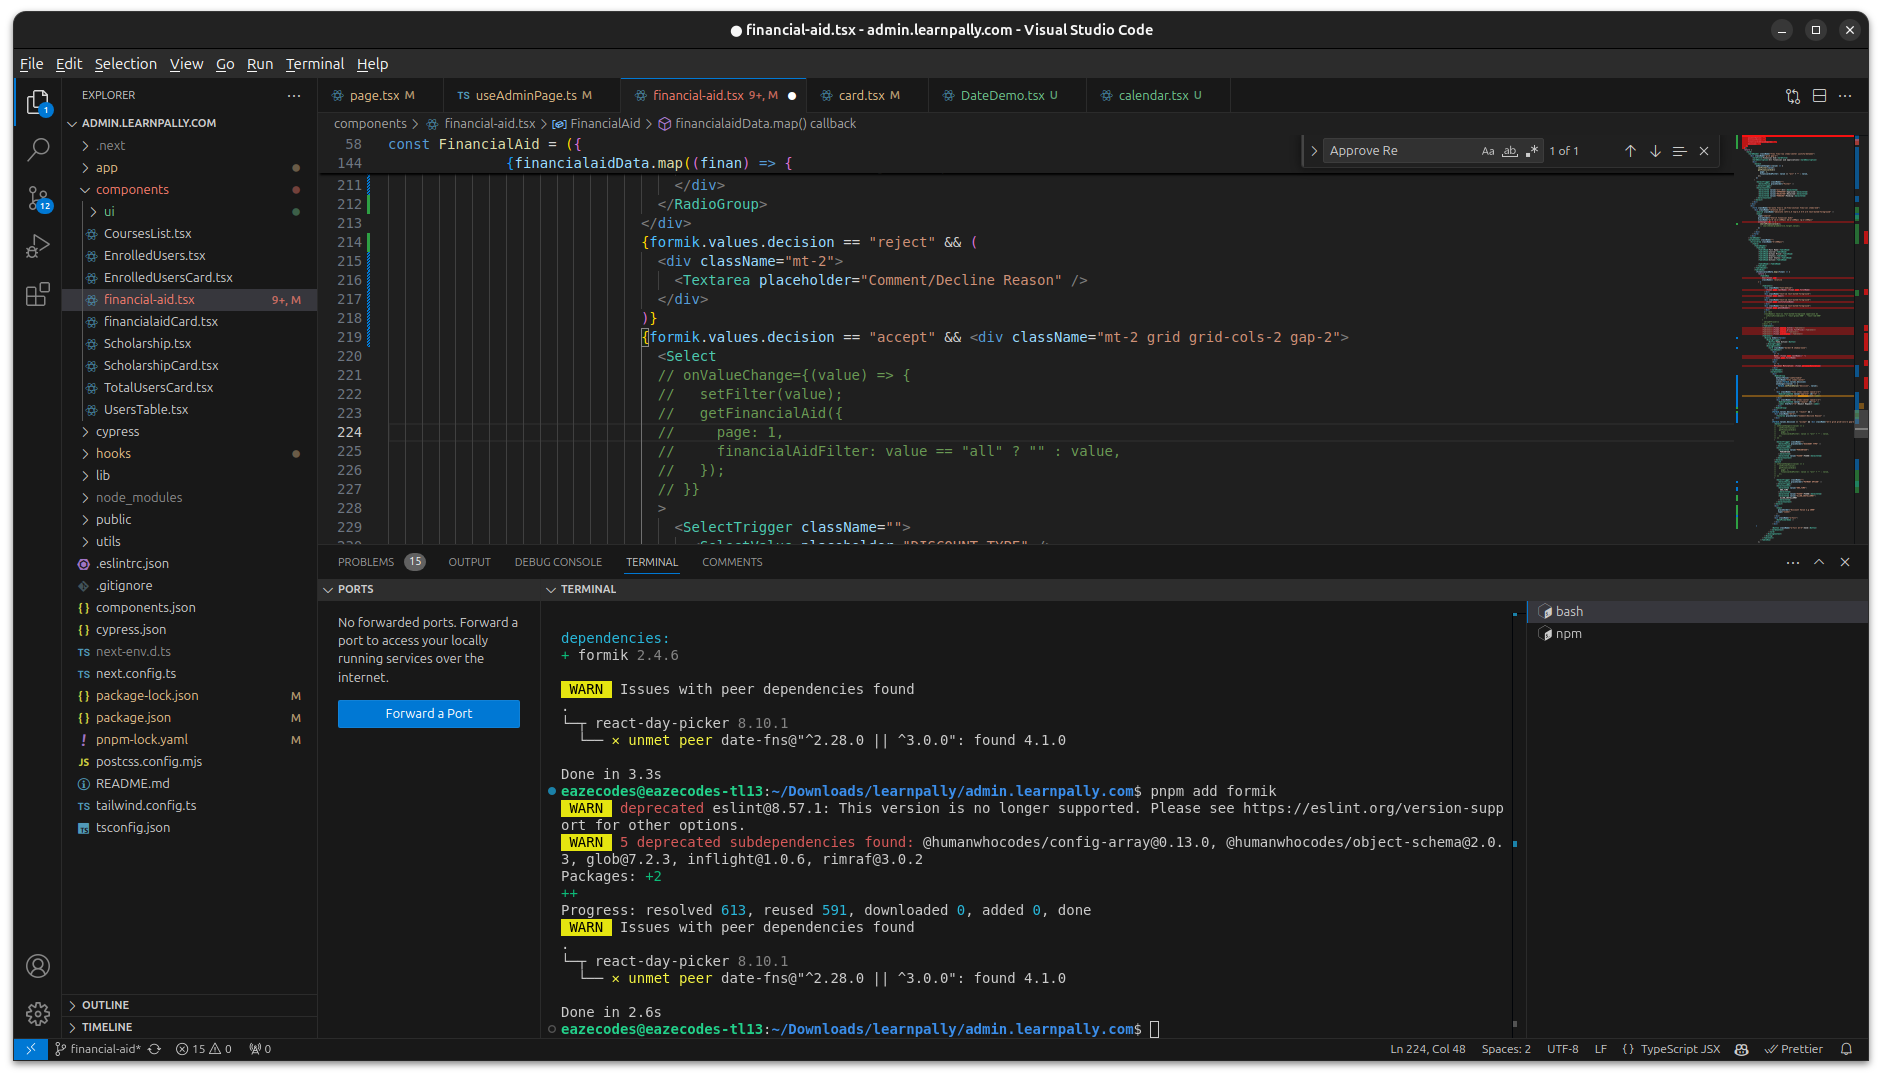 financial-aid.tsx - admin.learnpally.com - Visual Studio Code
File Edit Selection View Go Run Terminal Help
EXPLORER
ADMIN.LEARNPALLY.COM
.next
app
components
ui
CoursesList.tsx
EnrolledUsers.tsx
EnrolledUsersCard.tsx
financial-aid.tsx 9+, M
financialaidCard.tsx
Scholarship.tsx
ScholarshipCard.tsx
TotalUsersCard.tsx
UsersTable.tsx
cypress
hooks
lib
node_modules
public
utils
.eslintrc.json
.gitignore
components.json
cypress.json
TS next-env.d.ts
TS next.config.ts
package-lock.json M
package.json M
pnpm-lock.yaml M
JS postcss.config.mjs
README.md
TS tailwind.config.ts
tsconfig.json
OUTLINE
TIMELINE
1
12
page.tsx M TS useAdminPage.ts M financial-aid.tsx 9+, M card.tsx M DateDemo.tsx U calendar.tsx U
components > financial-aid.tsx > FinancialAid > financialaidData.map() callback
58 const FinancialAid = ({
144 {financialaidData.map((finan) => {
Approve Re Aa ab .* 1 of 1
211 </div>
212 </RadioGroup>
213 </div>
214 {formik.values.decision == "reject" && (
215 <div className="mt-2">
216 <Textarea placeholder="Comment/Decline Reason" />
217 </div>
218 )}
219 {formik.values.decision == "accept" && <div className="mt-2 grid grid-cols-2 gap-2">
220 <Select
221 // onValueChange={(value) => {
222 // setFilter(value);
223 // getFinancialAid({
224 // page: 1,
225 // financialAidFilter: value == "all" ? "" : value,
226 // });
227 // }}
228 >
229 <SelectTrigger className="">
230 <SelectValue placeholder="DISCOUNT TYPE" />
PROBLEMS 15 OUTPUT DEBUG CONSOLE TERMINAL COMMENTS
PORTS
No forwarded ports. Forward a
port to access your locally
running services over the
internet.
Forward a Port
TERMINAL
dependencies:
+ formik 2.4.6
WARN Issues with peer dependencies found
.
└─┬ react-day-picker 8.10.1
└── × unmet peer date-fns@"^2.28.0 || ^3.0.0": found 4.1.0
Done in 3.3s
eazecodes@eazecodes-tl13:~/Downloads/learnpally/admin.learnpally.com$ pnpm add formik
WARN deprecated eslint@8.57.1: This version is no longer supported. Please see https://eslint.org/version-supp
ort for other options.
WARN 5 deprecated subdependencies found: @humanwhocodes/config-array@0.13.0, @humanwhocodes/object-schema@2.0.
3, glob@7.2.3, inflight@1.0.6, rimraf@3.0.2
Packages: +2
++
Progress: resolved 613, reused 591, downloaded 0, added 0, done
WARN Issues with peer dependencies found
.
└─┬ react-day-picker 8.10.1
└── × unmet peer date-fns@"^2.28.0 || ^3.0.0": found 4.1.0
Done in 2.6s
eazecodes@eazecodes-tl13:~/Downloads/learnpally/admin.learnpally.com$
bash
npm
financial-aid* 15 0 0
Ln 224, Col 48 Spaces: 2 UTF-8 LF {} TypeScript JSX Prettier